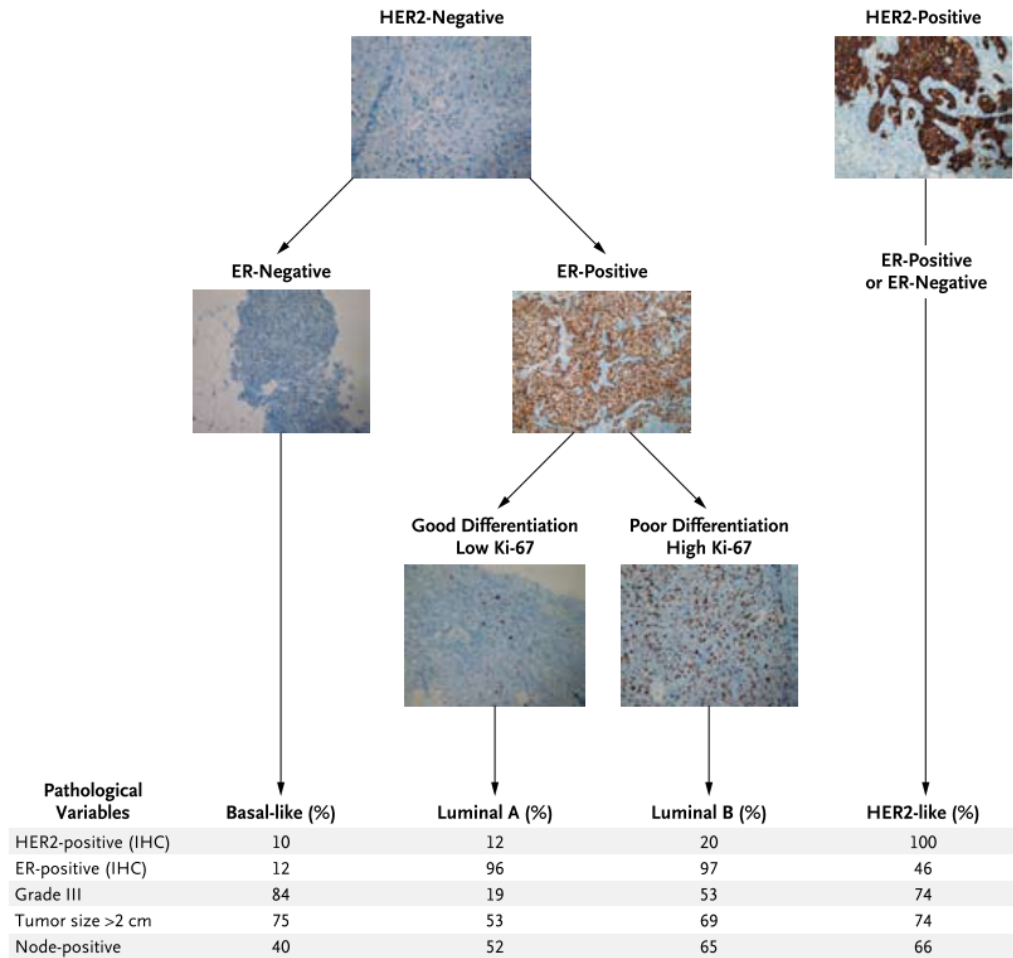 HER2-Negative
HER2-Positive
ER-Negative
ER-Positive
ER-Positive
or ER-Negative
Good Differentiation
Low Ki-67
Poor Differentiation
High Ki-67
Pathological
Variables
Basal-like (%)
Luminal A (%)
Luminal B (%)
HER2-like (%)
HER2-positive (IHC) 10 12 20 100
ER-positive (IHC) 12 96 97 46
Grade III 84 19 53 74
Tumor size >2 cm 75 53 69 74
Node-positive 40 52 65 66